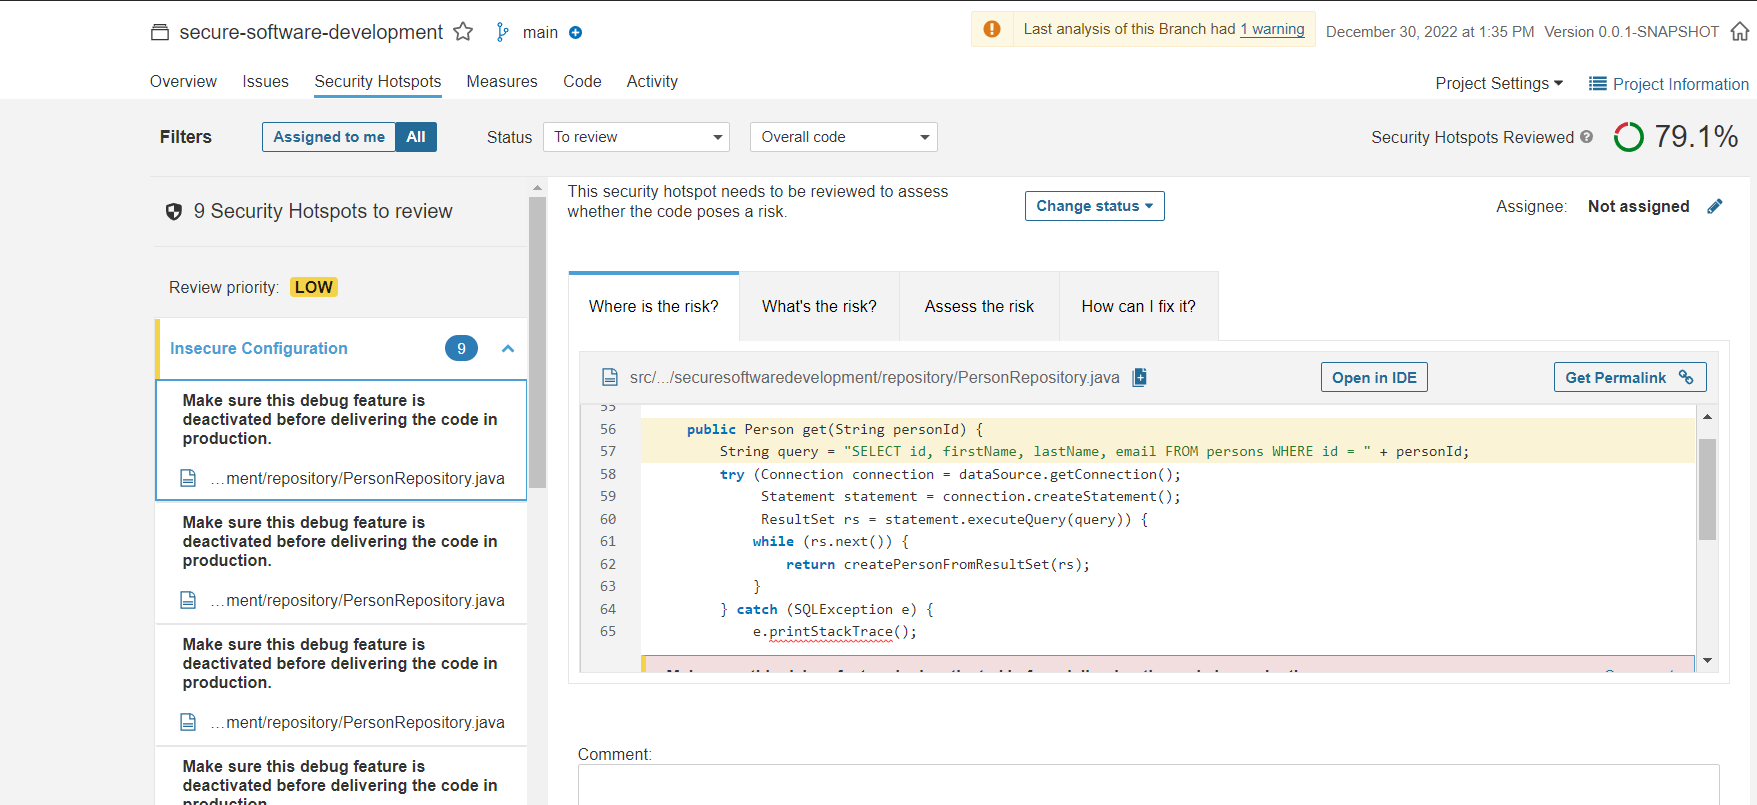 secure-software-development main
Last analysis of this Branch had 1 warning December 30, 2022 at 1:35 PM Version 0.0.1-SNAPSHOT
Overview Issues Security Hotspots Measures Code Activity
Project Settings Project Information
Filters Assigned to me All Status To review Overall code
Security Hotspots Reviewed ? 79.1%
9 Security Hotspots to review
Review priority: LOW
Insecure Configuration 9
Make sure this debug feature is
deactivated before delivering the code in
production.
...ment/repository/PersonRepository.java
Make sure this debug feature is
deactivated before delivering the code in
production.
...ment/repository/PersonRepository.java
Make sure this debug feature is
deactivated before delivering the code in
production.
...ment/repository/PersonRepository.java
Make sure this debug feature is
deactivated before delivering the code in
production.
This security hotspot needs to be reviewed to assess
whether the code poses a risk.
Change status
Assignee: Not assigned
Where is the risk? What's the risk? Assess the risk How can I fix it?
src/.../securesoftwaredevelopment/repository/PersonRepository.java Open in IDE Get Permalink
55
56 public Person get(String personId) {
57 String query = "SELECT id, firstName, lastName, email FROM persons WHERE id = " + personId;
58 try (Connection connection = dataSource.getConnection();
59 Statement statement = connection.createStatement();
60 ResultSet rs = statement.executeQuery(query)) {
61 while (rs.next()) {
62 return createPersonFromResultSet(rs);
63 }
64 } catch (SQLException e) {
65 e.printStackTrace();
Comment: